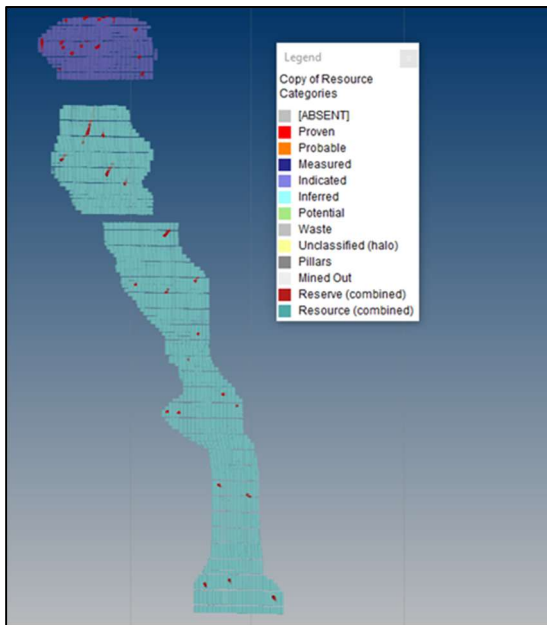 Legend
Copy of Resource
Categories
[ABSENT]
Proven
Probable
Measured
Indicated
Inferred
Potential
Waste
Unclassified (halo)
Pillars
Mined Out
Reserve (combined)
Resource (combined)